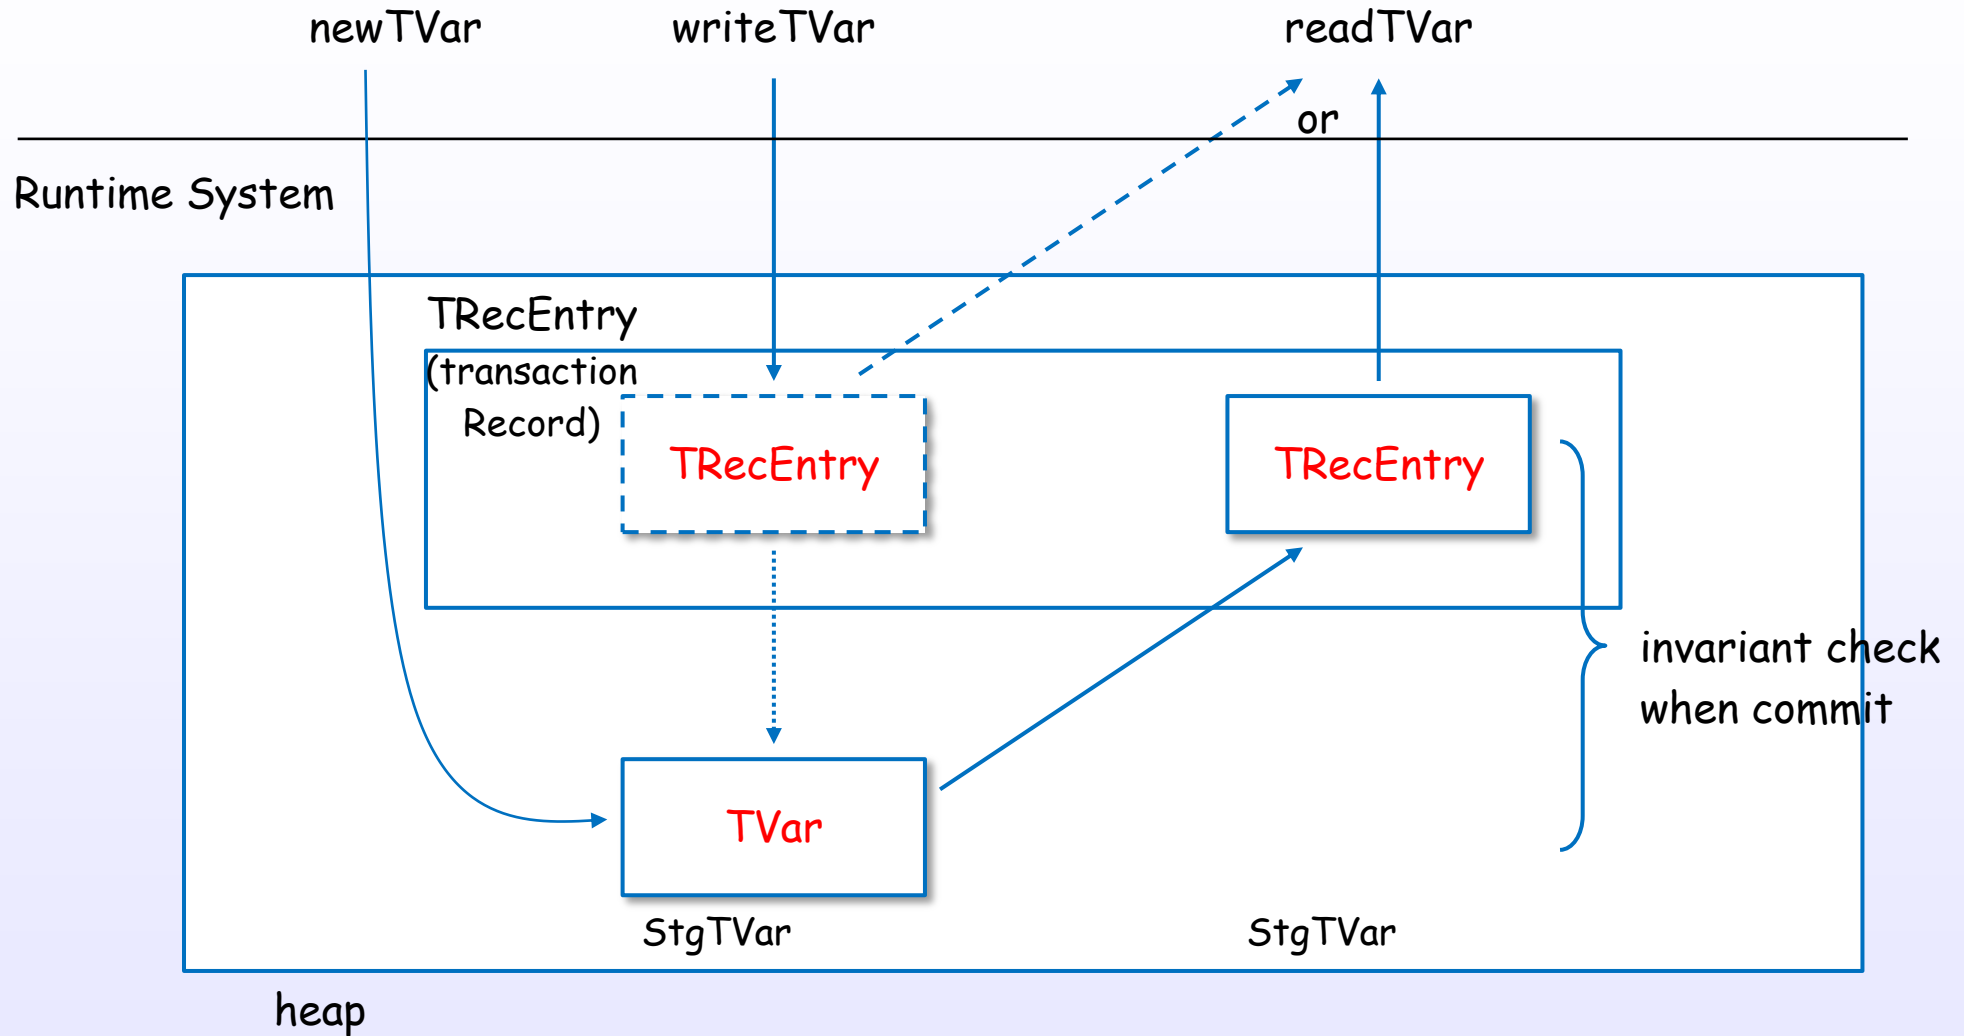 newTVar
writeTVar
readTVar
or
Runtime System
TRecEntry
(transaction
Record)
TRecEntry
TRecEntry
invariant check
when commit
TVar
StgTVar
StgTVar
heap